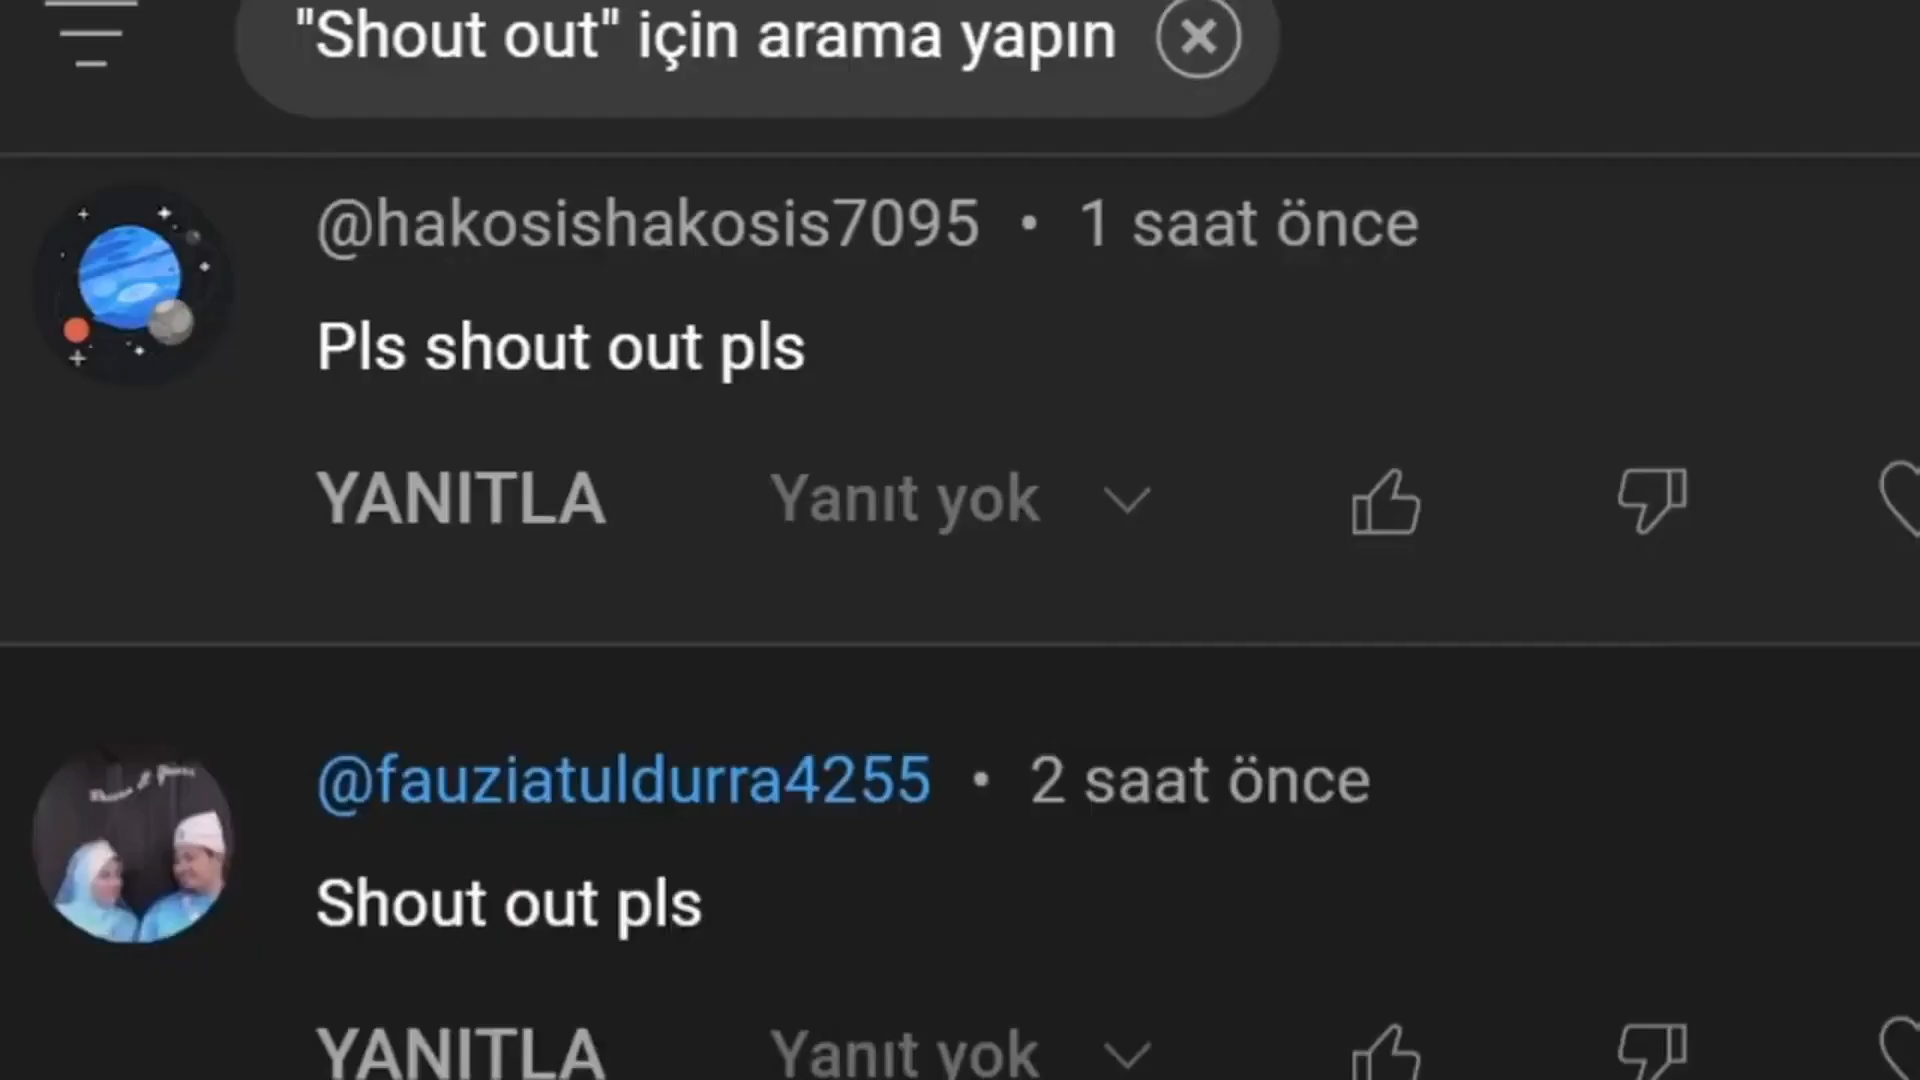 "Shout out" için arama yapın
@hakosishakosis7095 • 1 saat önce
Pls shout out pls
YANITLA Yanıt yok
@fauziatuldurra4255 • 2 saat önce
Shout out pls
YANITLA Yanıt yok